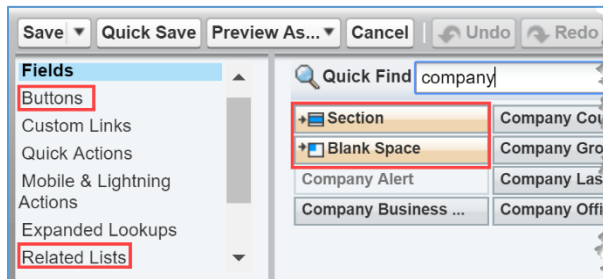 Save Quick Save Preview As... Cancel Undo Redo
Fields
Buttons
Custom Links
Quick Actions
Mobile & Lightning
Actions
Expanded Lookups
Related Lists
Quick Find company
Section Company Cou
Blank Space Company Gro
Company Alert Company Las
Company Business ... Company Offi